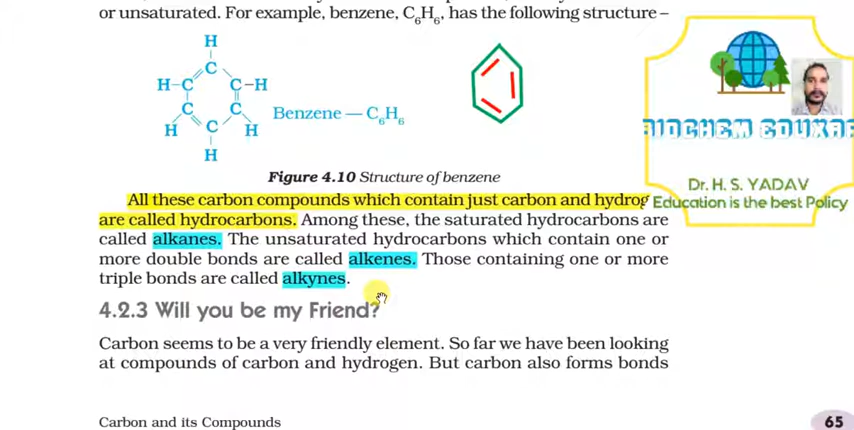 or unsaturated. For example, benzene, C₆H₆, has the following structure –
H
H–C C–H
C
C C
H H
C
H
Benzene — C₆H₆
Figure 4.10 Structure of benzene
All these carbon compounds which contain just carbon and hydrog
are called hydrocarbons. Among these, the saturated hydrocarbons are
called alkanes. The unsaturated hydrocarbons which contain one or
more double bonds are called alkenes. Those containing one or more
triple bonds are called alkynes.
4.2.3 Will you be my Friend?
Carbon seems to be a very friendly element. So far we have been looking
at compounds of carbon and hydrogen. But carbon also forms bonds
Carbon and its Compounds
65
BIOCHEM EDUXA
Dr. H. S. YADAV
Education is the best Policy